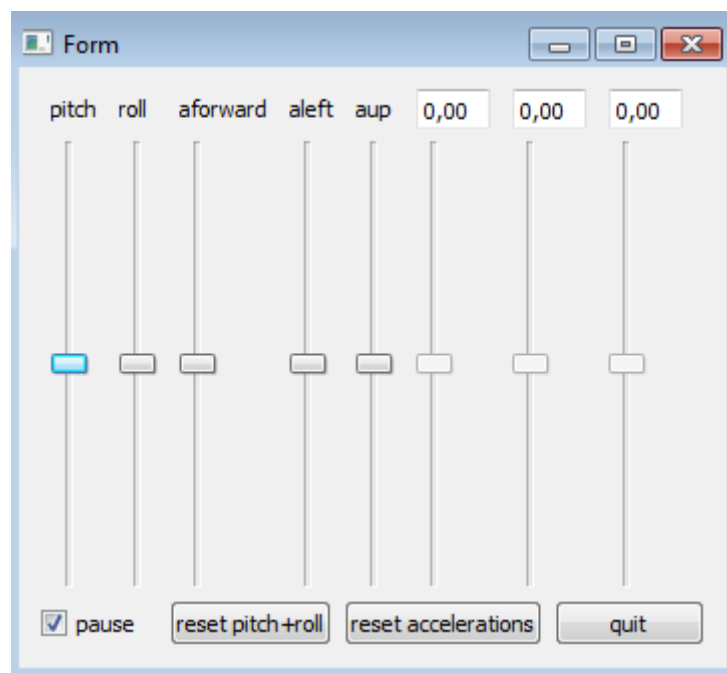 Form
pitch roll aforward aleft aup 0,00 0,00 0,00
pause reset pitch+roll reset accelerations quit